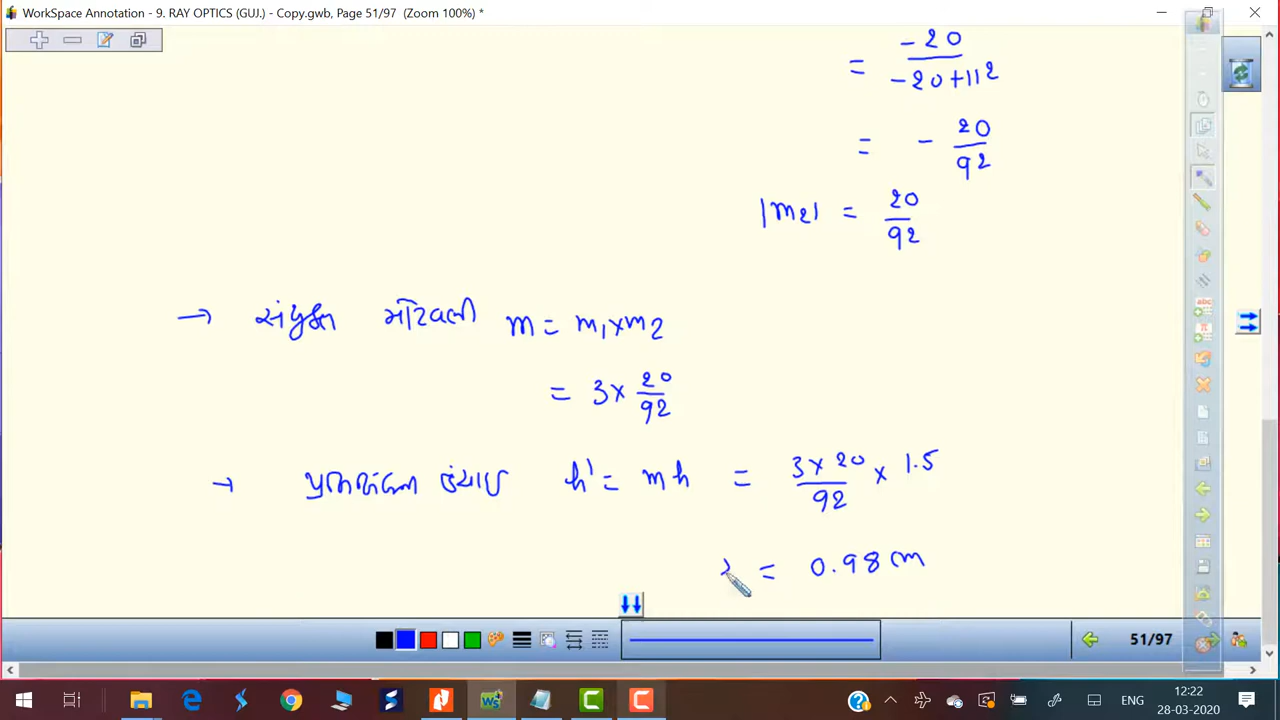 WorkSpace Annotation - 9. RAY OPTICS (GUJ.) - Copy.gwb, Page 51/97 (Zoom 100%) *
= -20 / -20+112
= - 20 / 92
|m2| = 20 / 92
→ સંયુક્ત મોટવણી m = m1×m2
= 3 × 20 / 92
→ પ્રતિબિંબની ઉંચાઈ h' = mh = 3×20 / 92 × 1.5
= 0.98 cm
51/97
ENG
12:22
28-03-2020